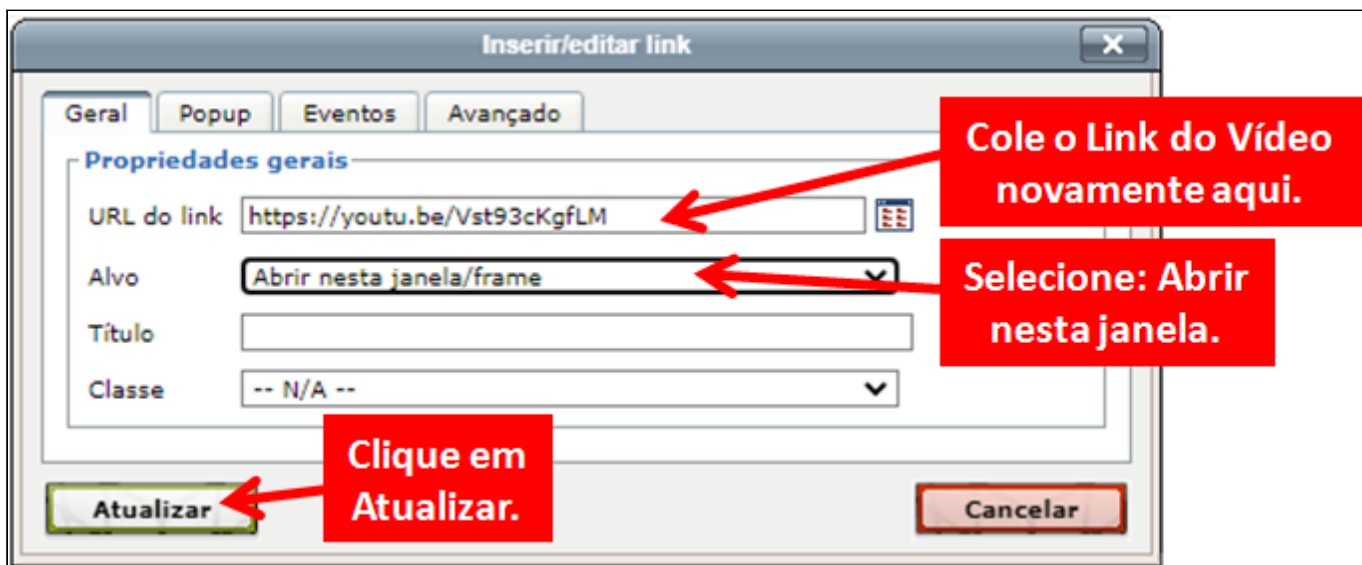 Inserir/editar link
Geral Popup Eventos Avançado
Propriedades gerais
Cole o Link do Vídeo
novamente aqui.
URL do link https://youtu.be/Vst93cKgfLM
Alvo Abrir nesta janela/frame
Selecione: Abrir
nesta janela.
Título
Classe -- N/A --
Clique em
Atualizar.
Atualizar
Cancelar